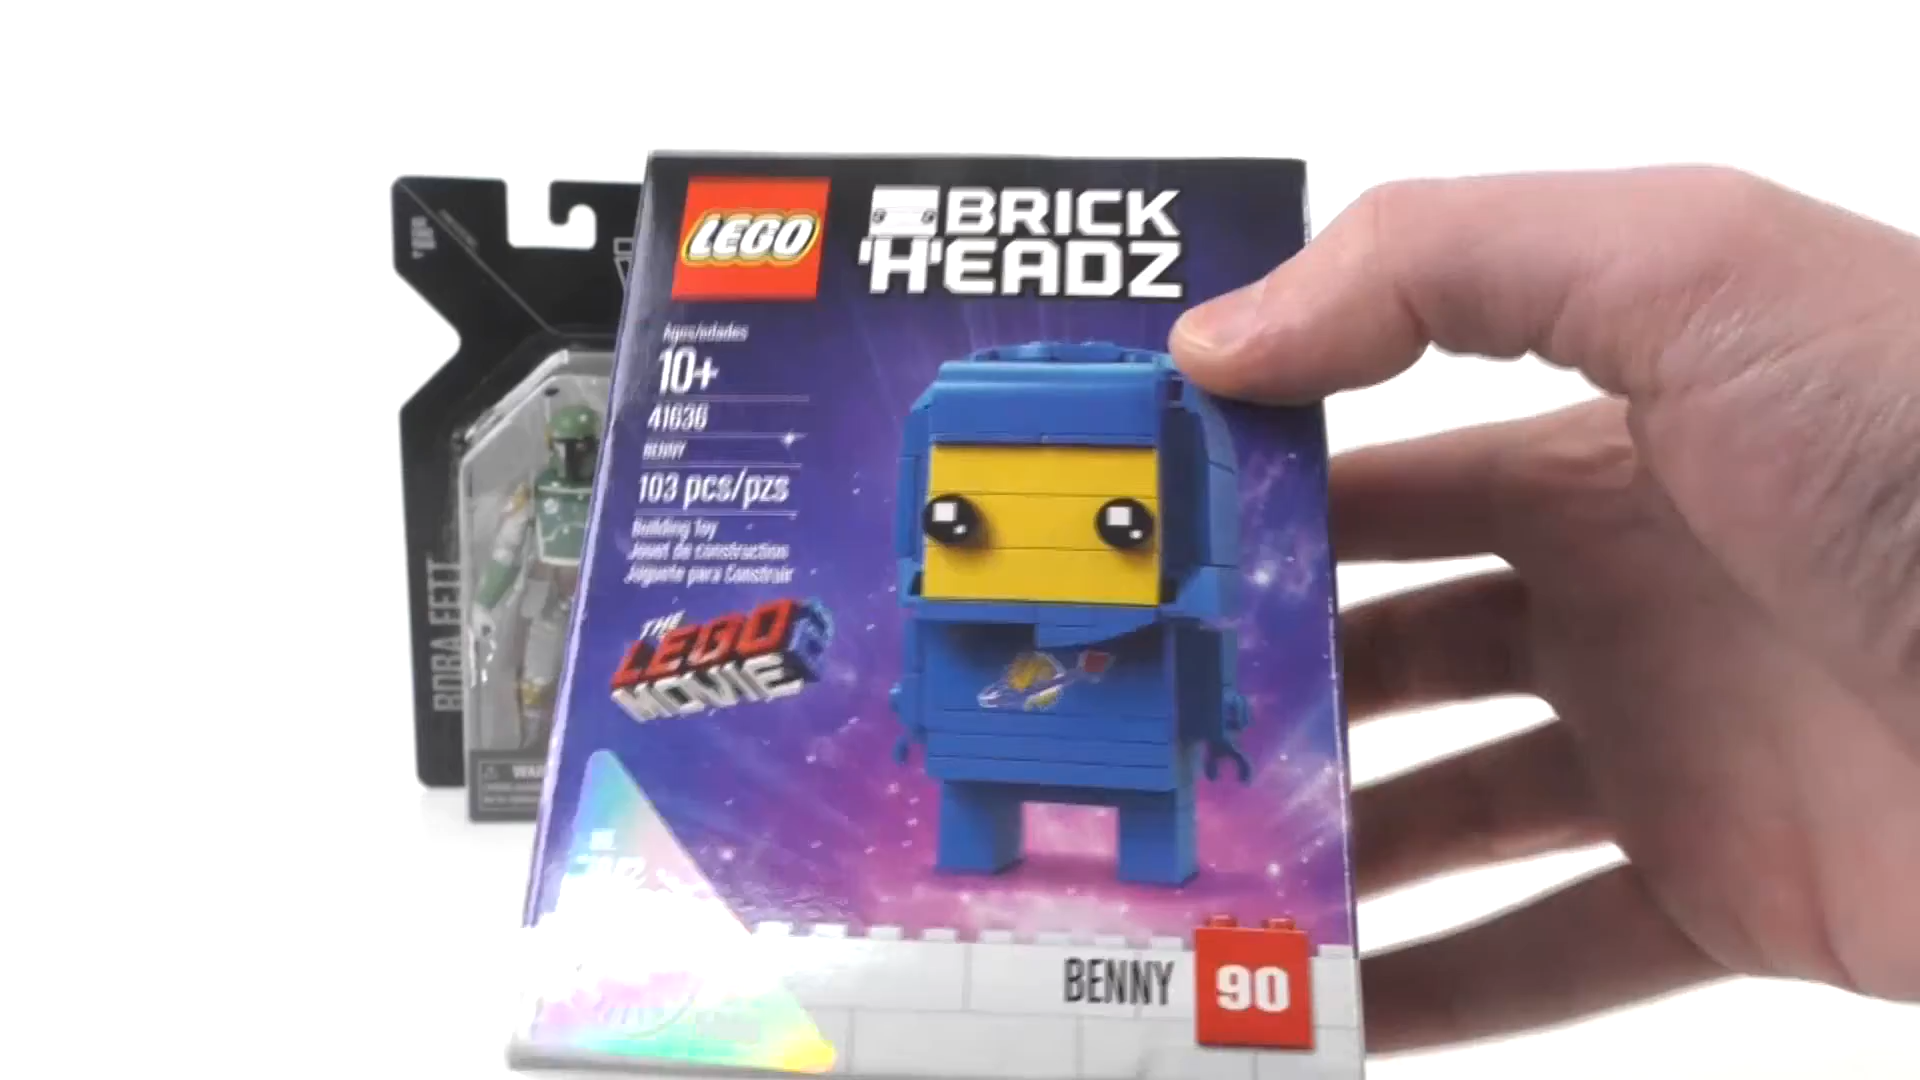 LEGO
BRICK
HEADZ
Ages/edades
10+
41636
BENNY
103 pcs/pzs
Building Toy
Jouet de construction
Juguete para Construir
THE
LEGO
MOVIE
2
BENNY
90
BOBA FETT